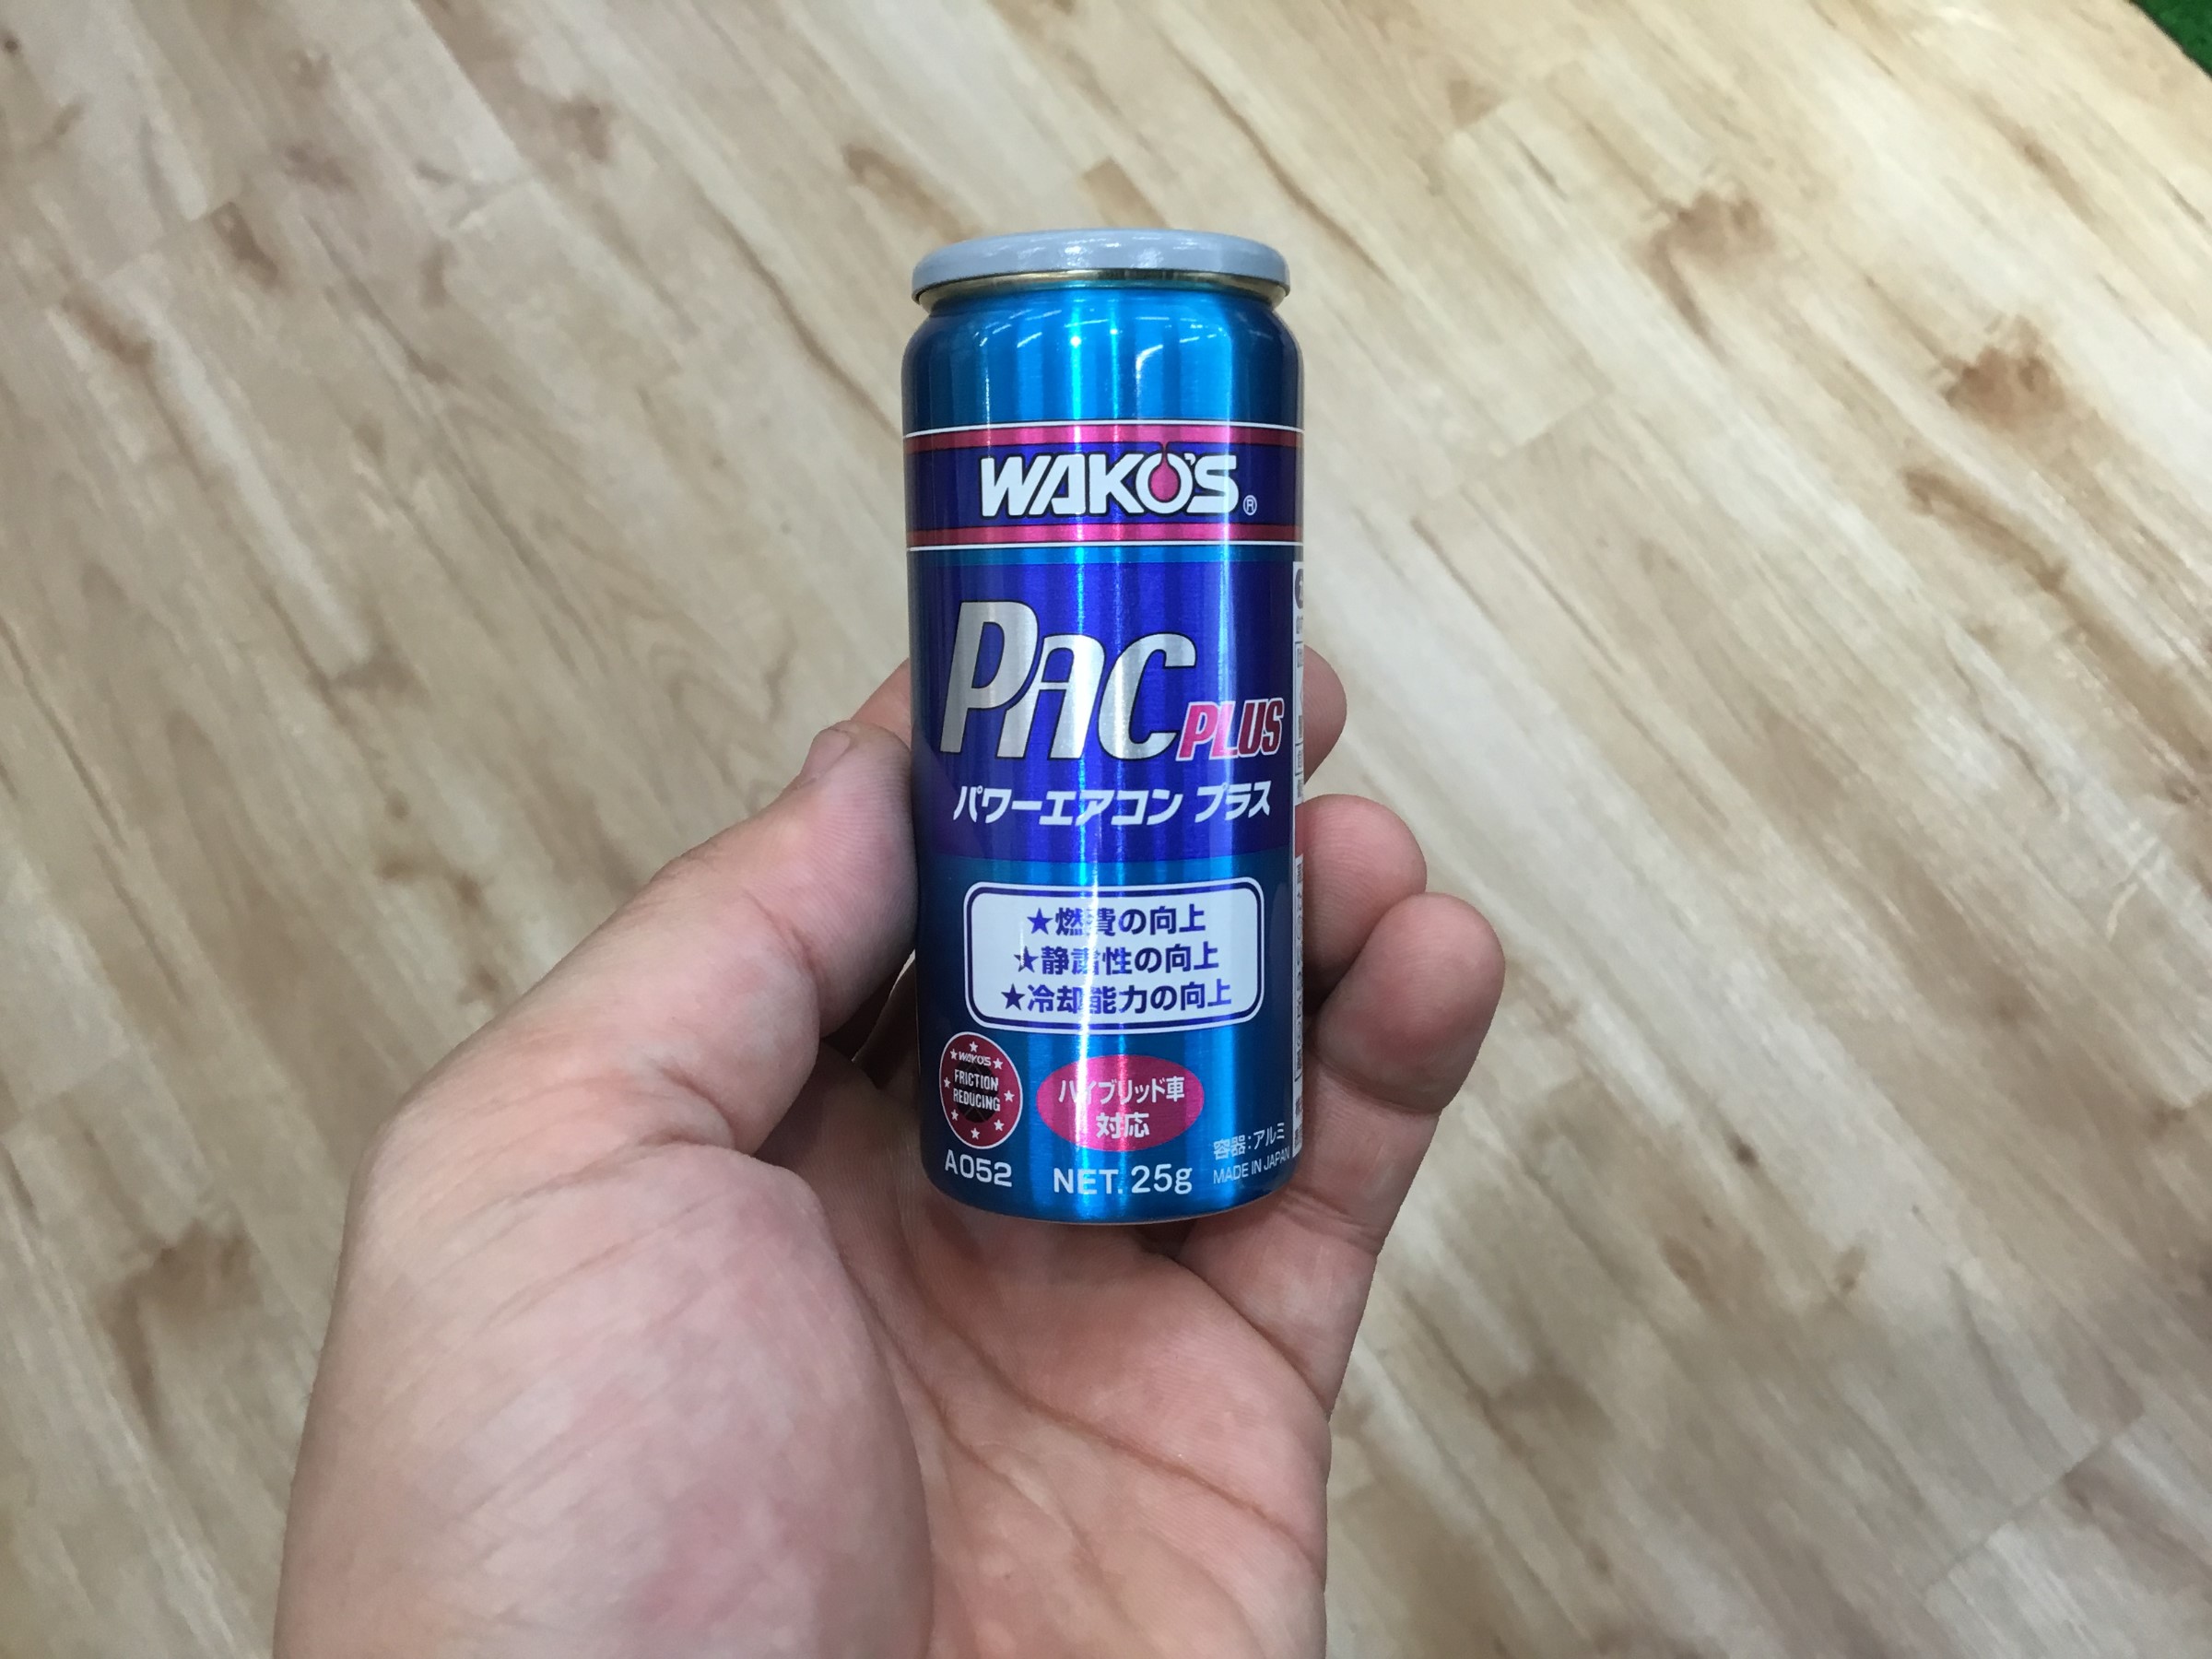 WAKO'S®
PAC PLUS
パワーエアコン プラス
★燃費の向上
★静粛性の向上
★冷却能力の向上
WAKO'S
FRICTION
REDUCING
ハイブリッド車
対応
容器:アルミ
A052
NET. 25g
MADE IN JAPAN